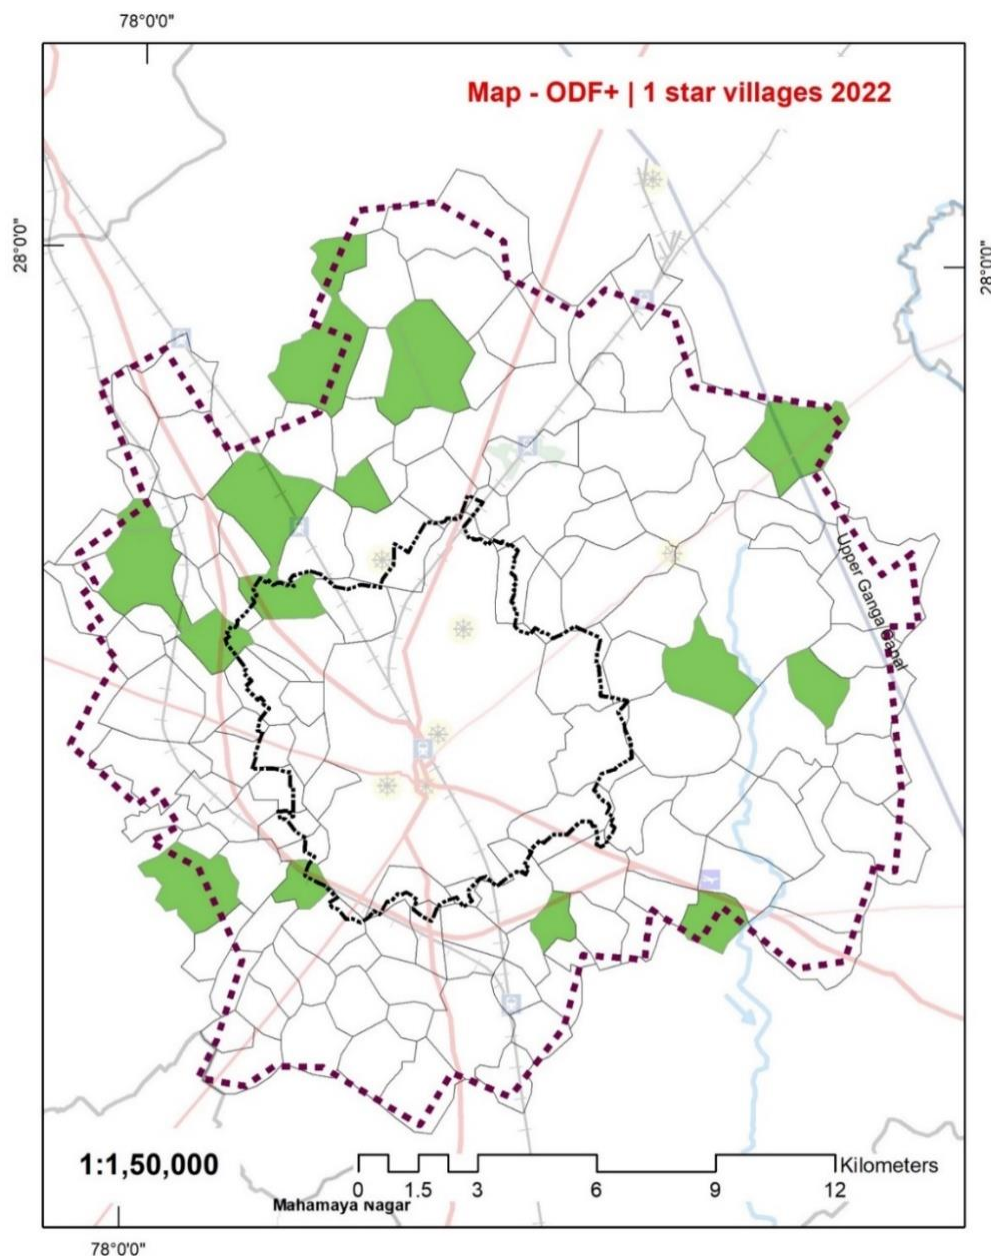 78°0'0"
Map - ODF+ | 1 star villages 2022
28°0'0"
28°0'0"
Upper Ganga Canal
1:1,50,000
Kilometers
0 1.5 3 6 9 12
Mahamaya Nagar
78°0'0"